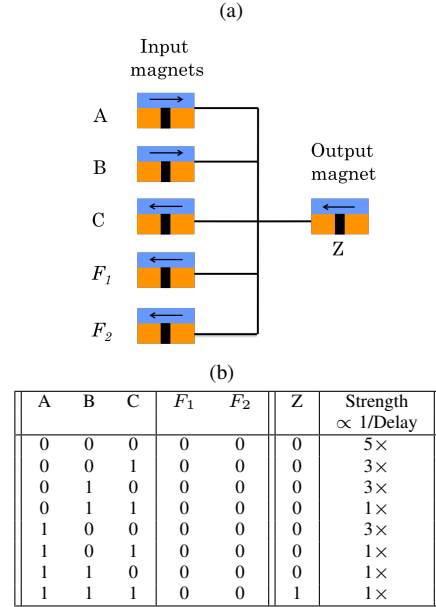 (a)
Input
magnets
A
B
Output
magnet
C
Z
F1
F2
(b)
A B C F1 F2 Z Strength
∝ 1/Delay
0 0 0 0 0 0 5×
0 0 1 0 0 0 3×
0 1 0 0 0 0 3×
0 1 1 0 0 0 1×
1 0 0 0 0 0 3×
1 0 1 0 0 0 1×
1 1 0 0 0 0 1×
1 1 1 0 0 1 1×